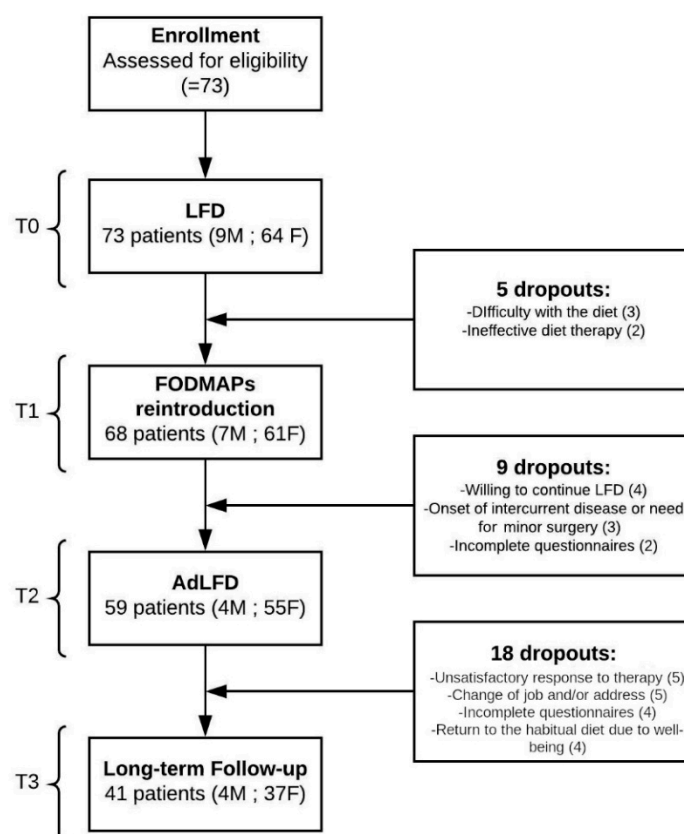 Enrollment
Assessed for eligibility
(=73)
T0
LFD
73 patients (9M ; 64 F)
5 dropouts:
-DIfficulty with the diet (3)
-Ineffective diet therapy (2)
T1
FODMAPs
reintroduction
68 patients (7M ; 61F)
9 dropouts:
-Willing to continue LFD (4)
-Onset of intercurrent disease or need
for minor surgery (3)
-Incomplete questionnaires (2)
T2
AdLFD
59 patients (4M ; 55F)
18 dropouts:
-Unsatisfactory response to therapy (5)
-Change of job and/or address (5)
-Incomplete questionnaires (4)
-Return to the habitual diet due to well-
being (4)
T3
Long-term Follow-up
41 patients (4M ; 37F)